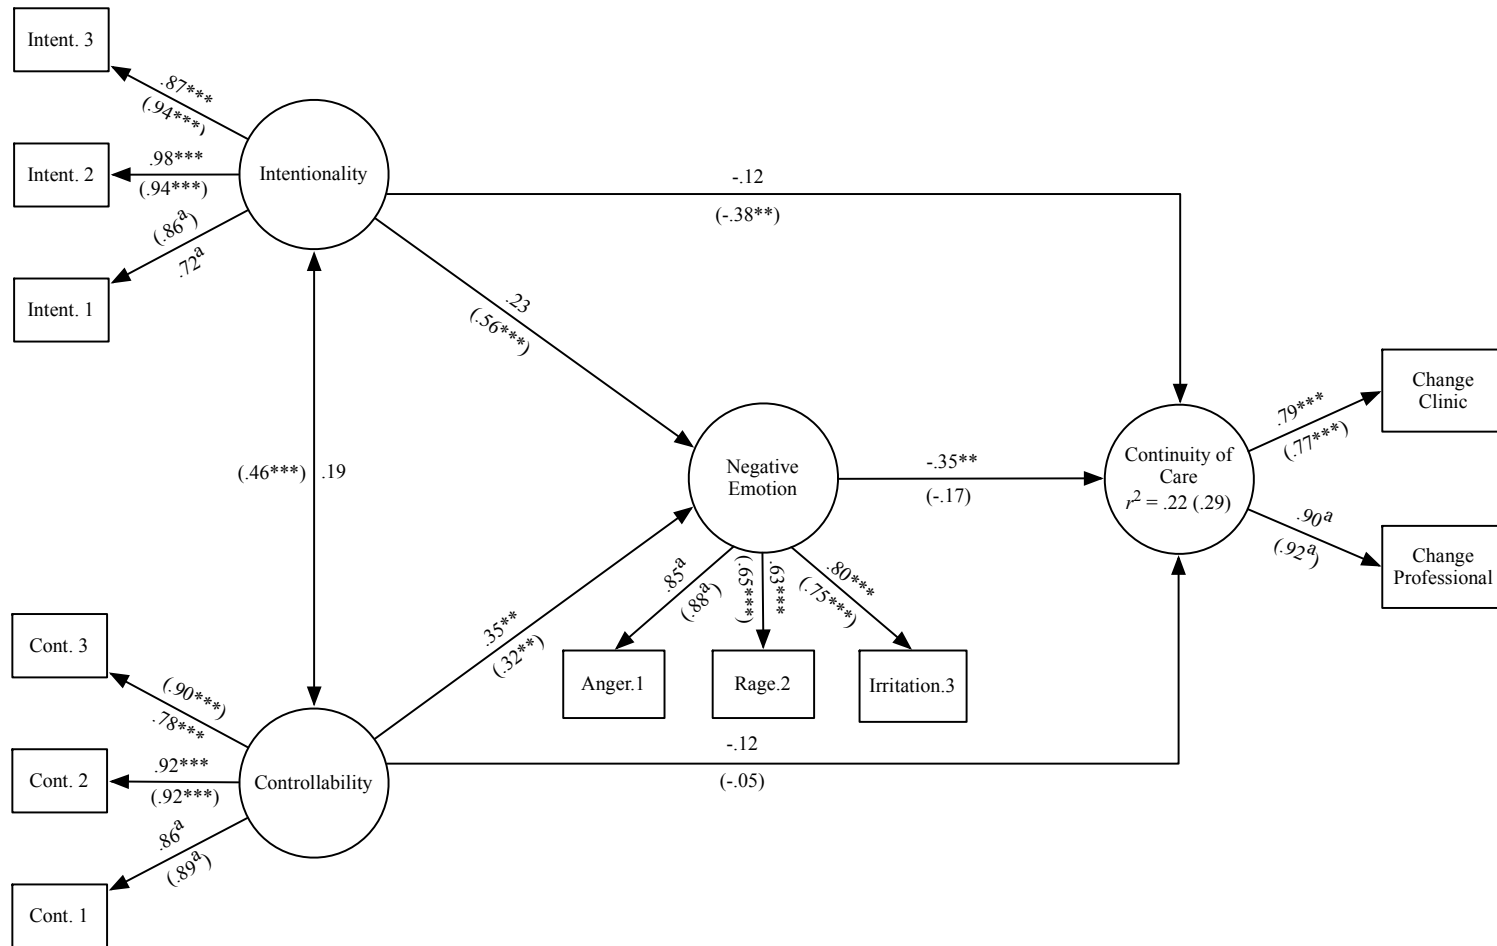 Intent. 3
.87***
(.94***)
Intent. 2
.98***
(.94***)
Intent. 1
(.86a)
.72a
Intentionality
-.12
(-.38**)
.23
(.56***)
(.46***)
.19
Negative
Emotion
-.35**
(-.17)
Continuity of
Care
r2 = .22 (.29)
.79***
(.77***)
Change
Clinic
.90a
(.92a)
Change
Professional
.85a
(.88a)
(.65***)
.63***
.80***
(.75***)
Anger.1
Rage.2
Irritation.3
.35**
(.32**)
Cont. 3
(.90***)
.78***
Cont. 2
.92***
(.92***)
Cont. 1
.86a
(.89a)
Controllability
-.12
(-.05)